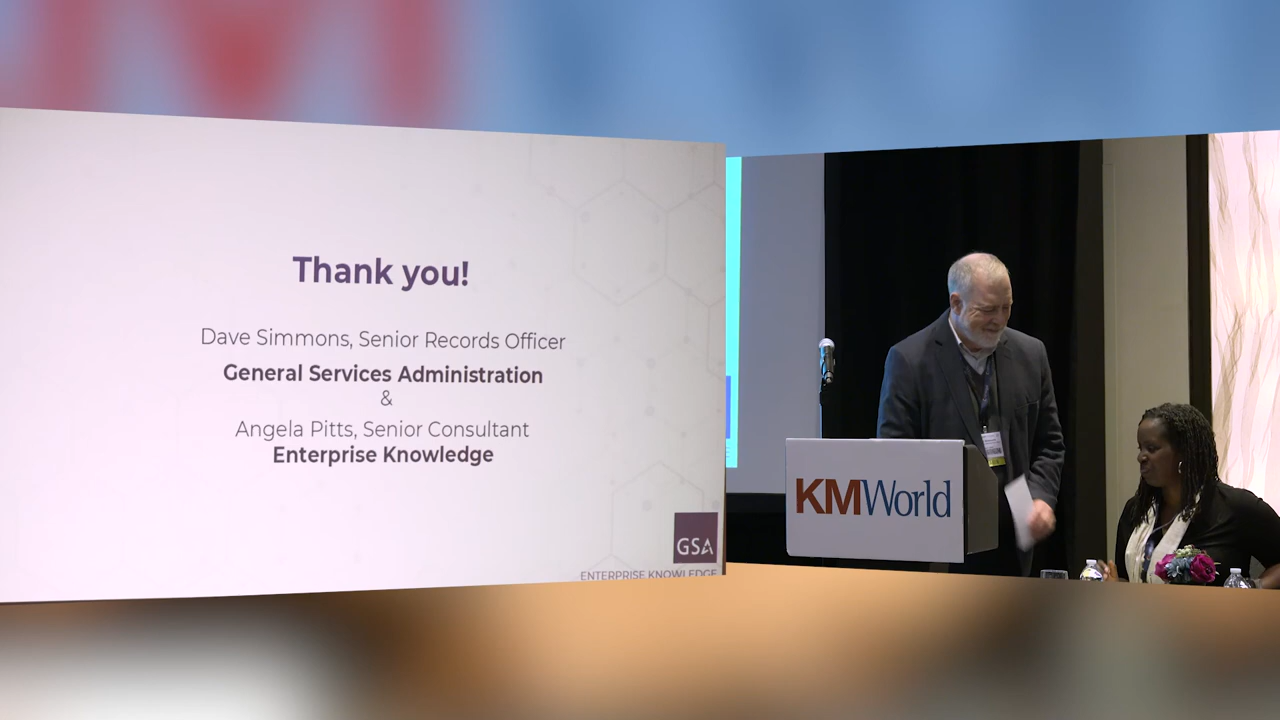 Thank you!
Dave Simmons, Senior Records Officer
General Services Administration
&
Angela Pitts, Senior Consultant
Enterprise Knowledge
GSA
ENTERPRISE KNOWLEDGE
KMWorld